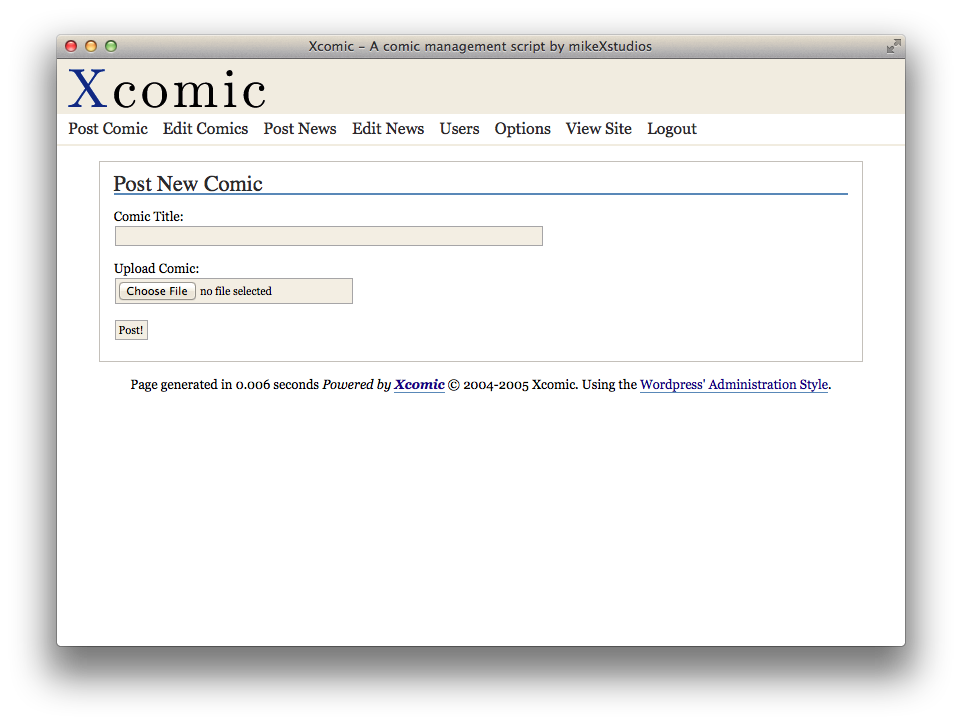 Xcomic – A comic management script by mikeXstudios
Xcomic
Post Comic Edit Comics Post News Edit News Users Options View Site Logout
Post New Comic
Comic Title:
Upload Comic:
Choose File no file selected
Post!
Page generated in 0.006 seconds Powered by Xcomic © 2004-2005 Xcomic. Using the Wordpress' Administration Style.